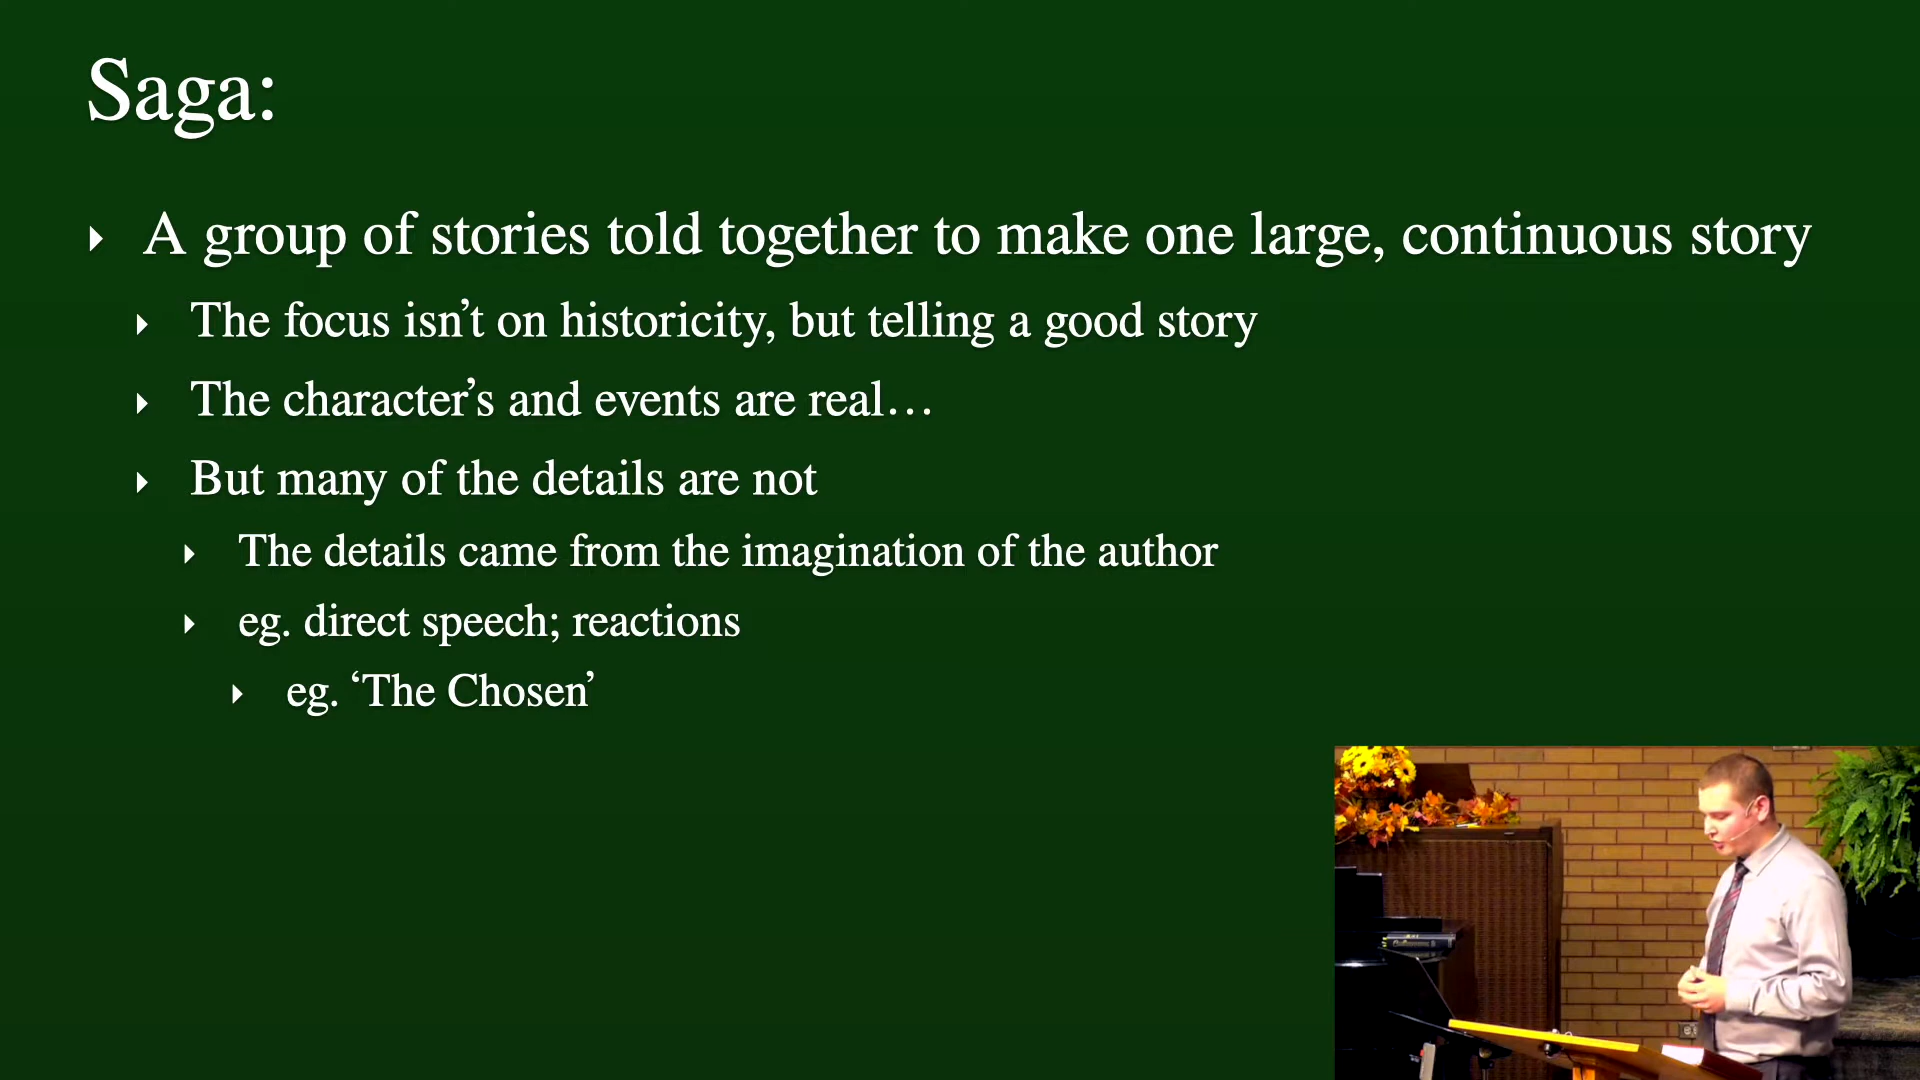 Saga:
A group of stories told together to make one large, continuous story
The focus isn’t on historicity, but telling a good story
The character’s and events are real…
But many of the details are not
The details came from the imagination of the author
eg. direct speech; reactions
eg. ‘The Chosen’